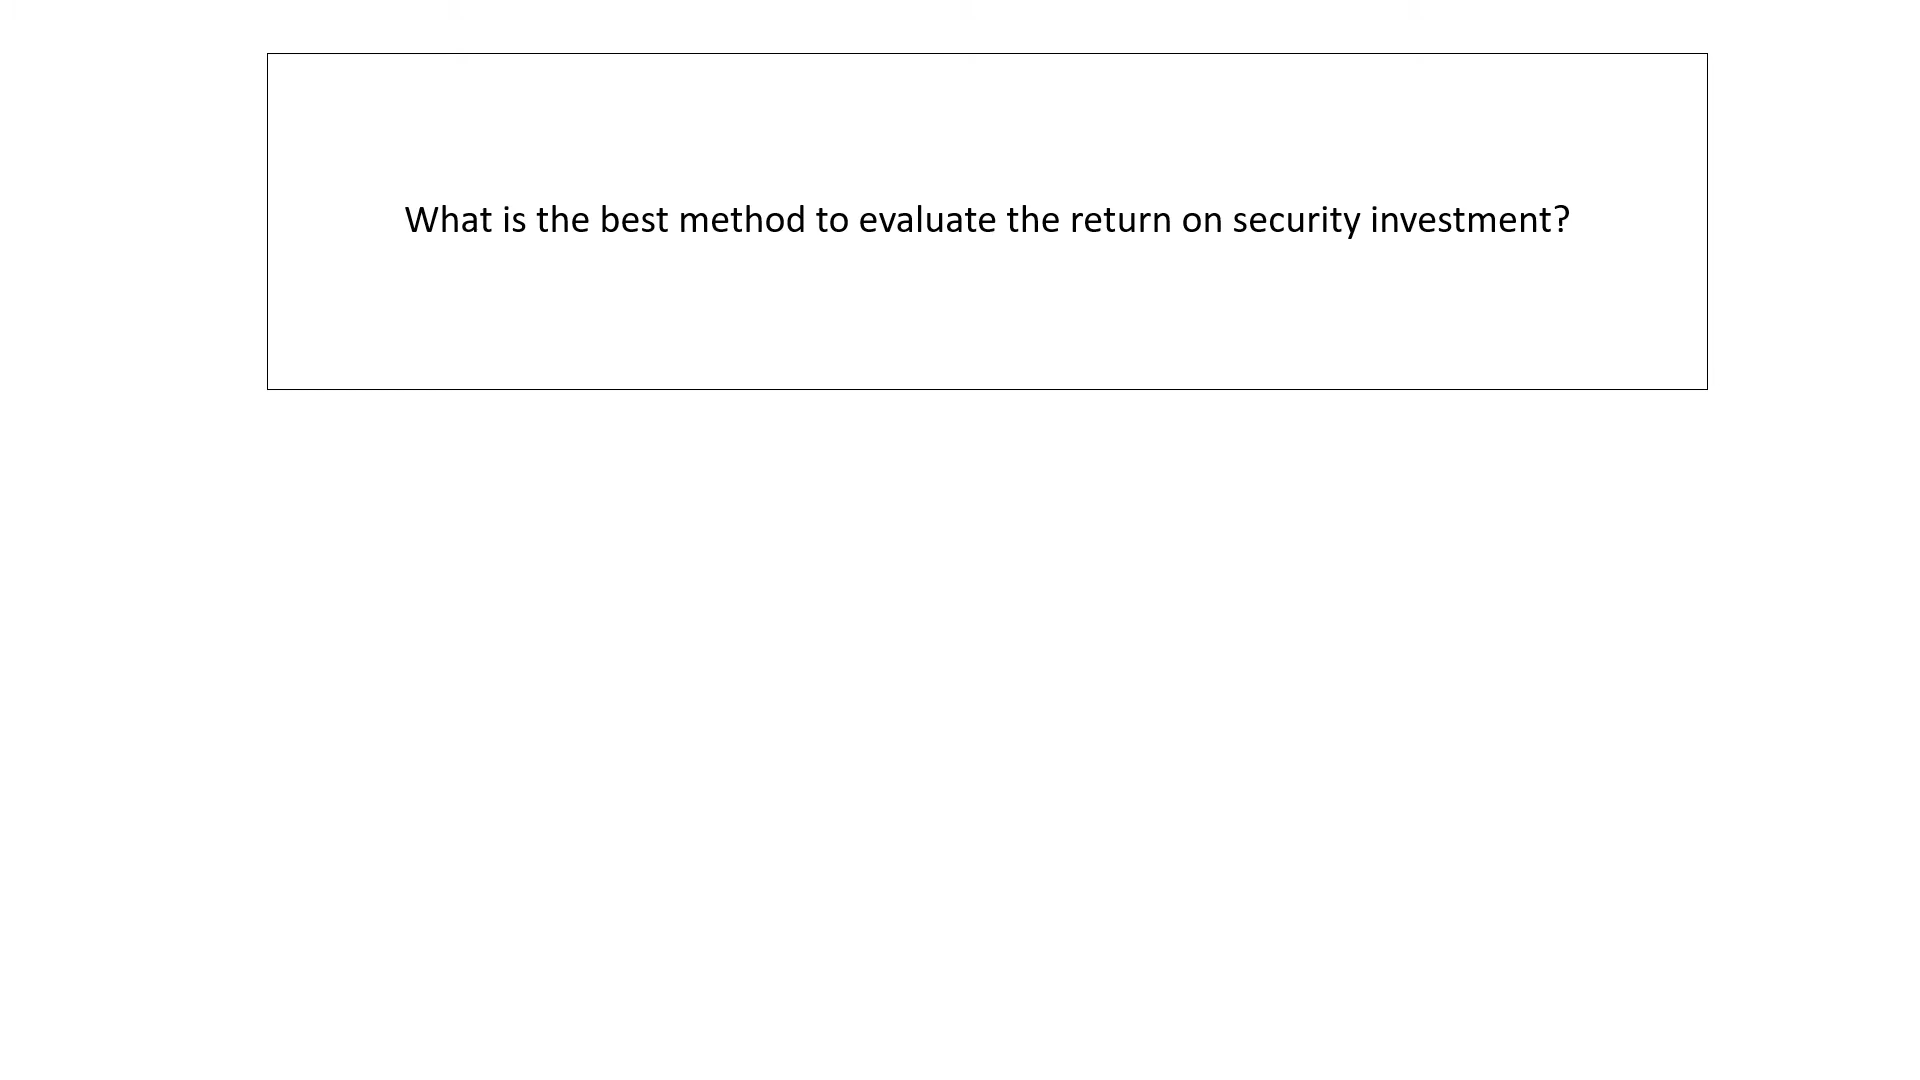 What is the best method to evaluate the return on security investment?